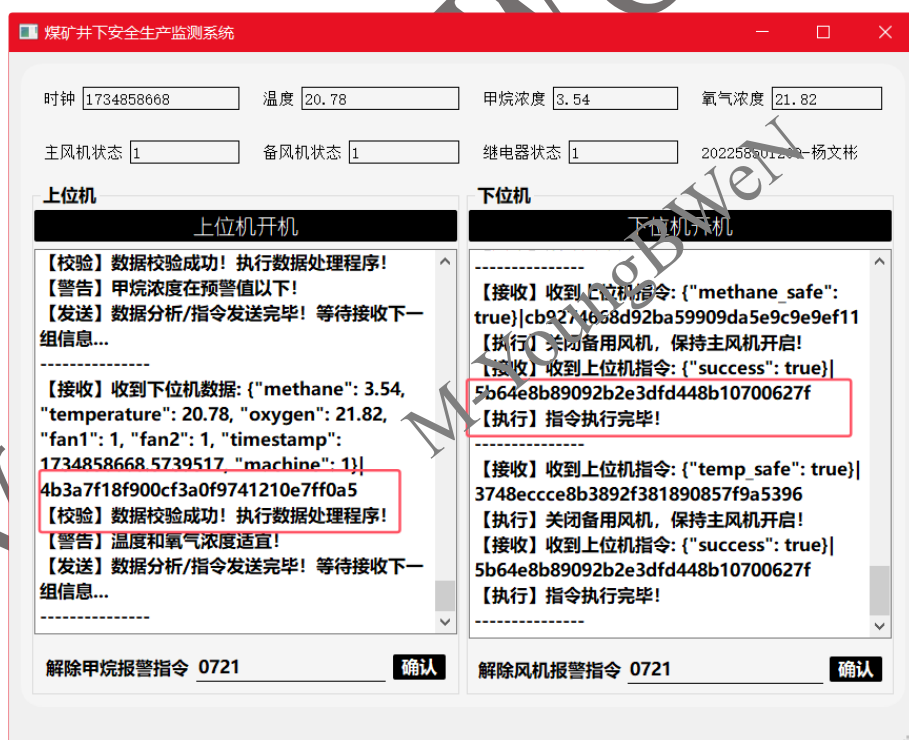 煤矿井下安全生产监测系统
时钟 1734858668 温度 20.78 甲烷浓度 3.54 氧气浓度 21.82
主风机状态 1 备风机状态 1 继电器状态 1 -杨文彬
上位机
上位机开机
【校验】数据校验成功！执行数据处理程序！
【警告】甲烷浓度在预警值以下！
【发送】数据分析/指令发送完毕！等待接收下一
组信息...
---------------
【接收】收到下位机数据: {"methane": 3.54,
"temperature": 20.78, "oxygen": 21.82,
"fan1": 1, "fan2": 1, "timestamp":
1734858668.5739517, "machine": 1}|
4b3a7f18f900cf3a0f9741210e7ff0a5
【校验】数据校验成功！执行数据处理程序！
【警告】温度和氧气浓度适宜！
【发送】数据分析/指令发送完毕！等待接收下一
组信息...
---------------
解除甲烷报警指令 0721 确认
下位机
下位机开机
---------------
【接收】收到上位机指令: {"methane_safe":
true}|cb9274668d92ba59909da5e9c9e9ef11
【执行】关闭备用风机，保持主风机开启！
【接收】收到上位机指令: {"success": true}|
5b64e8b89092b2e3dfd448b10700627f
【执行】指令执行完毕！
---------------
【接收】收到上位机指令: {"temp_safe": true}|
3748eccce8b3892f381890857f9a5396
【执行】关闭备用风机，保持主风机开启！
【接收】收到上位机指令: {"success": true}|
5b64e8b89092b2e3dfd448b10700627f
【执行】指令执行完毕！
---------------
解除风机报警指令 0721 确认
M-YoungBWeN